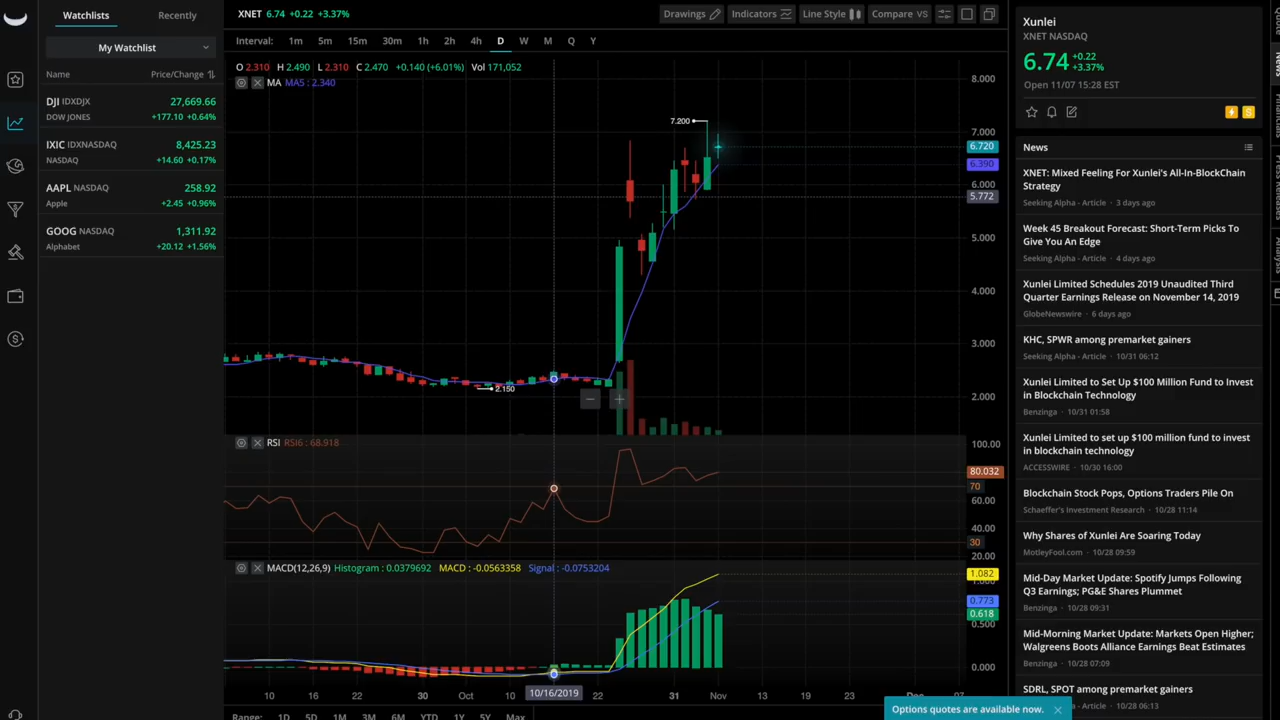 Watchlists Recently
My Watchlist
Name Price/Change
DJI IDXDJX 27,669.66
DOW JONES +177.10 +0.64%
IXIC IDXNASDAQ 8,425.23
NASDAQ +14.60 +0.17%
AAPL NASDAQ 258.92
Apple +2.45 +0.96%
GOOG NASDAQ 1,311.92
Alphabet +20.12 +1.56%
XNET 6.74 +0.22 +3.37%
Drawings Indicators Line Style Compare VS
Interval: 1m 5m 15m 30m 1h 2h 4h D W M Q Y
O 2.310 H 2.490 L 2.310 C 2.470 +0.140 (+6.01%) Vol 171,052
MA MA5: 2.340
8.000
7.200
7.000
6.720
6.390
6.000
5.772
5.000
4.000
3.000
2.150
2.000
RSI RSI6 : 68.918
100.00
80.032
70
60.00
40.00
30
20.00
MACD(12,26,9) Histogram : 0.0379692 MACD : -0.0563358 Signal : -0.0753204
1.082
0.773
0.618
0.500
0.000
10 16 22 30 Oct 10 10/16/2019 22 31 Nov 13 19 23 Dec 07
Range: 1D 5D 1M 3M 6M YTD 1Y 5Y Max
Xunlei
XNET NASDAQ
6.74 +0.22
+3.37%
Open 11/07 15:28 EST
News
XNET: Mixed Feeling For Xunlei's All-In-BlockChain
Strategy
Seeking Alpha - Article · 3 days ago
Week 45 Breakout Forecast: Short-Term Picks To
Give You An Edge
Seeking Alpha - Article · 4 days ago
Xunlei Limited Schedules 2019 Unaudited Third
Quarter Earnings Release on November 14, 2019
GlobeNewswire · 6 days ago
KHC, SPWR among premarket gainers
Seeking Alpha - Article · 10/31 06:12
Xunlei Limited to Set Up $100 Million Fund to Invest
in Blockchain Technology
Benzinga · 10/31 01:58
Xunlei Limited to set up $100 million fund to invest
in blockchain technology
ACCESSWIRE · 10/30 16:00
Blockchain Stock Pops, Options Traders Pile On
Schaeffer's Investment Research · 10/28 11:14
Why Shares of Xunlei Are Soaring Today
MotleyFool.com · 10/28 09:59
Mid-Day Market Update: Spotify Jumps Following
Q3 Earnings; PG&E Shares Plummet
Benzinga · 10/28 09:31
Mid-Morning Market Update: Markets Open Higher;
Walgreens Boots Alliance Earnings Beat Estimates
Benzinga · 10/28 07:09
SDRL, SPOT among premarket gainers
Seeking Alpha - Article · 10/28 06:13
Options quotes are available now.
News